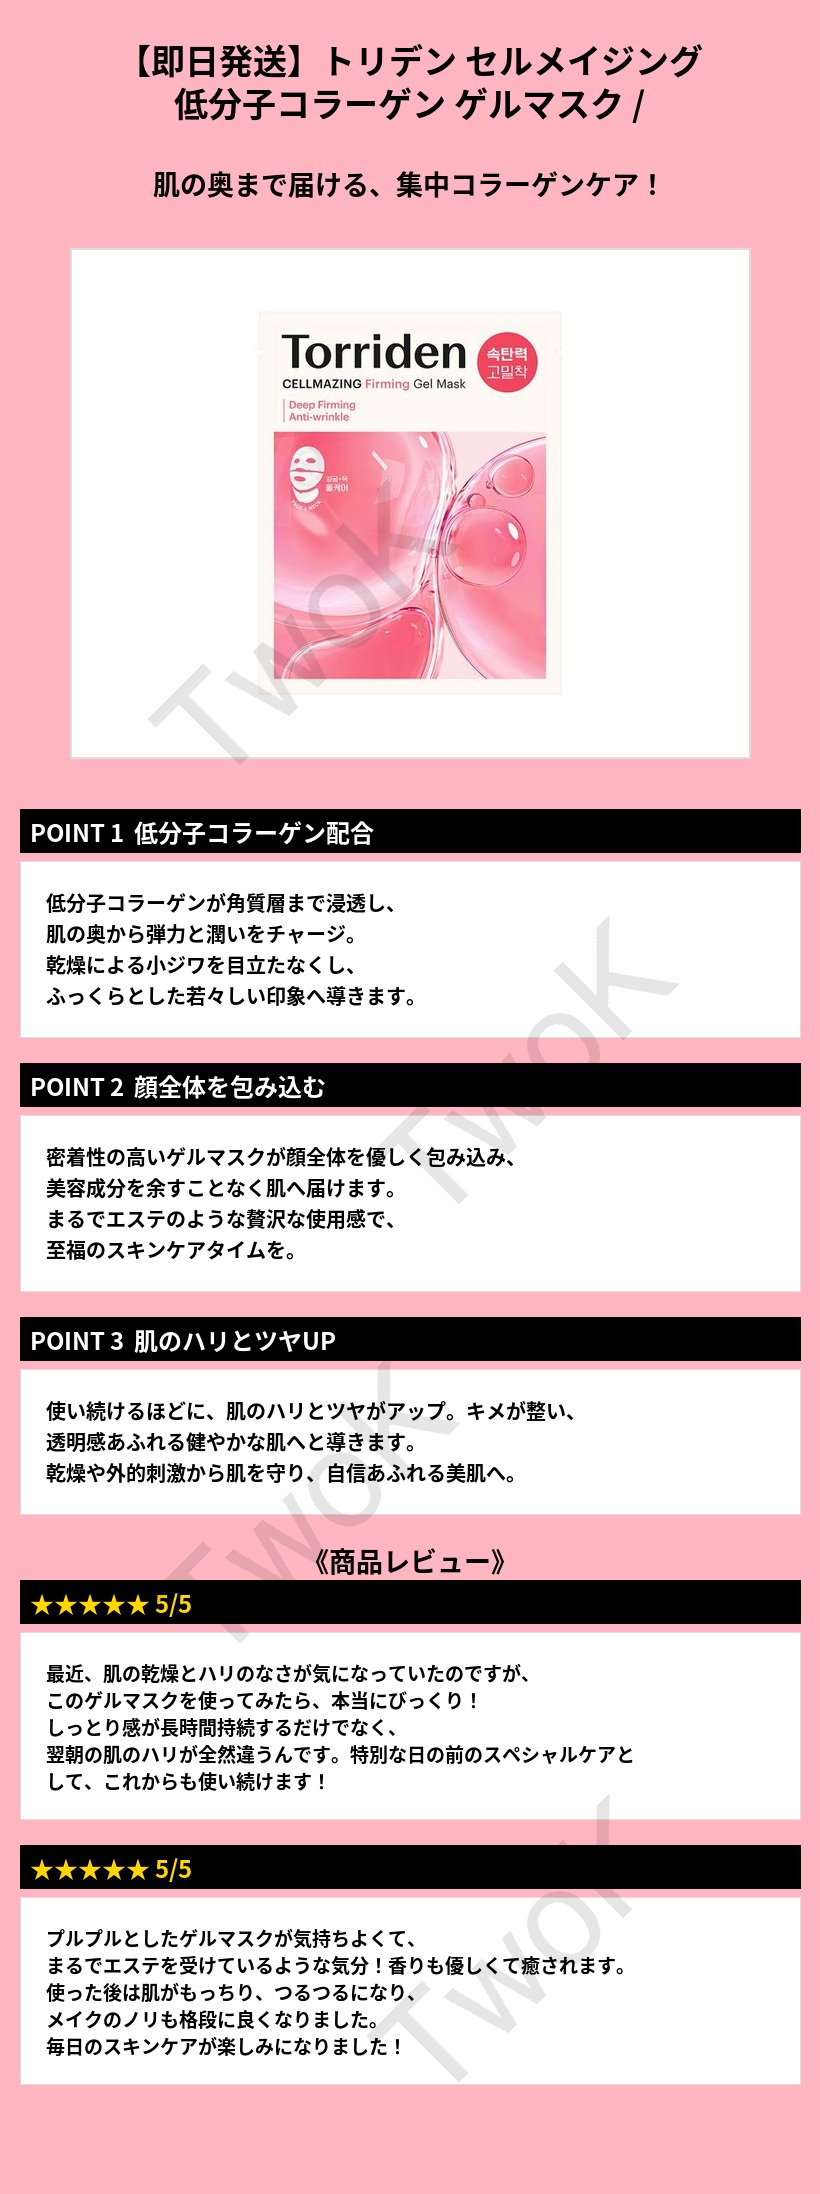 【即日発送】トリデン セルメイジング
低分子コラーゲン ゲルマスク /
肌の奥まで届ける、集中コラーゲンケア！
Torriden
속탄력
고밀착
CELLMAZING Firming Gel Mask
Deep Firming
Anti-wrinkle
얼굴+목
올케어
FACE + NECK
TwoK
POINT 1 低分子コラーゲン配合
低分子コラーゲンが角質層まで浸透し、
肌の奥から弾力と潤いをチャージ。
乾燥による小ジワを目立たなくし、
ふっくらとした若々しい印象へ導きます。
TwoK
POINT 2 顔全体を包み込む
密着性の高いゲルマスクが顔全体を優しく包み込み、
美容成分を余すことなく肌へ届けます。
まるでエステのような贅沢な使用感で、
至福のスキンケアタイムを。
POINT 3 肌のハリとツヤUP
使い続けるほどに、肌のハリとツヤがアップ。キメが整い、
透明感あふれる健やかな肌へと導きます。
乾燥や外的刺激から肌を守り、自信あふれる美肌へ。
TwoK
《商品レビュー》
★★★★★ 5/5
最近、肌の乾燥とハリのなさが気になっていたのですが、
このゲルマスクを使ってみたら、本当にびっくり！
しっとり感が長時間持続するだけでなく、
翌朝の肌のハリが全然違うんです。特別な日の前のスペシャルケアと
して、これからも使い続けます！
★★★★★ 5/5
プルプルとしたゲルマスクが気持ちよくて、
まるでエステを受けているような気分！香りも優しくて癒されます。
使った後は肌がもっちり、つるつるになり、
メイクのノリも格段に良くなりました。
毎日のスキンケアが楽しみになりました！
TwoK